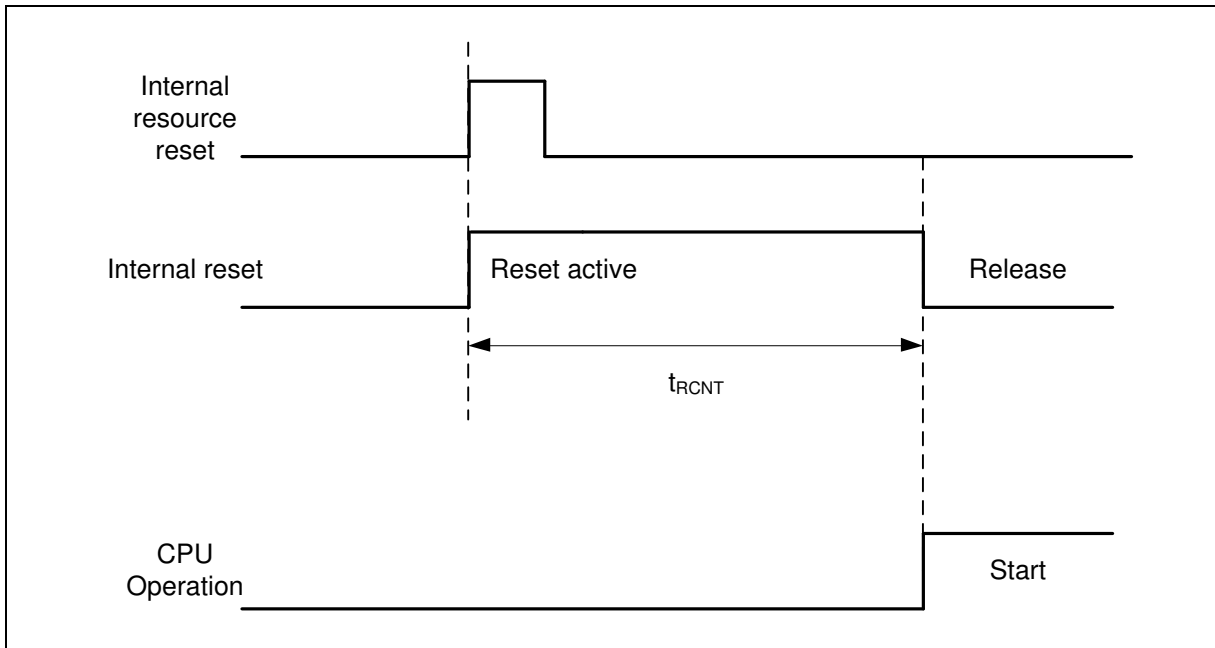 Internal
resource
reset
Internal reset
Reset active
Release
tRCNT
CPU
Operation
Start